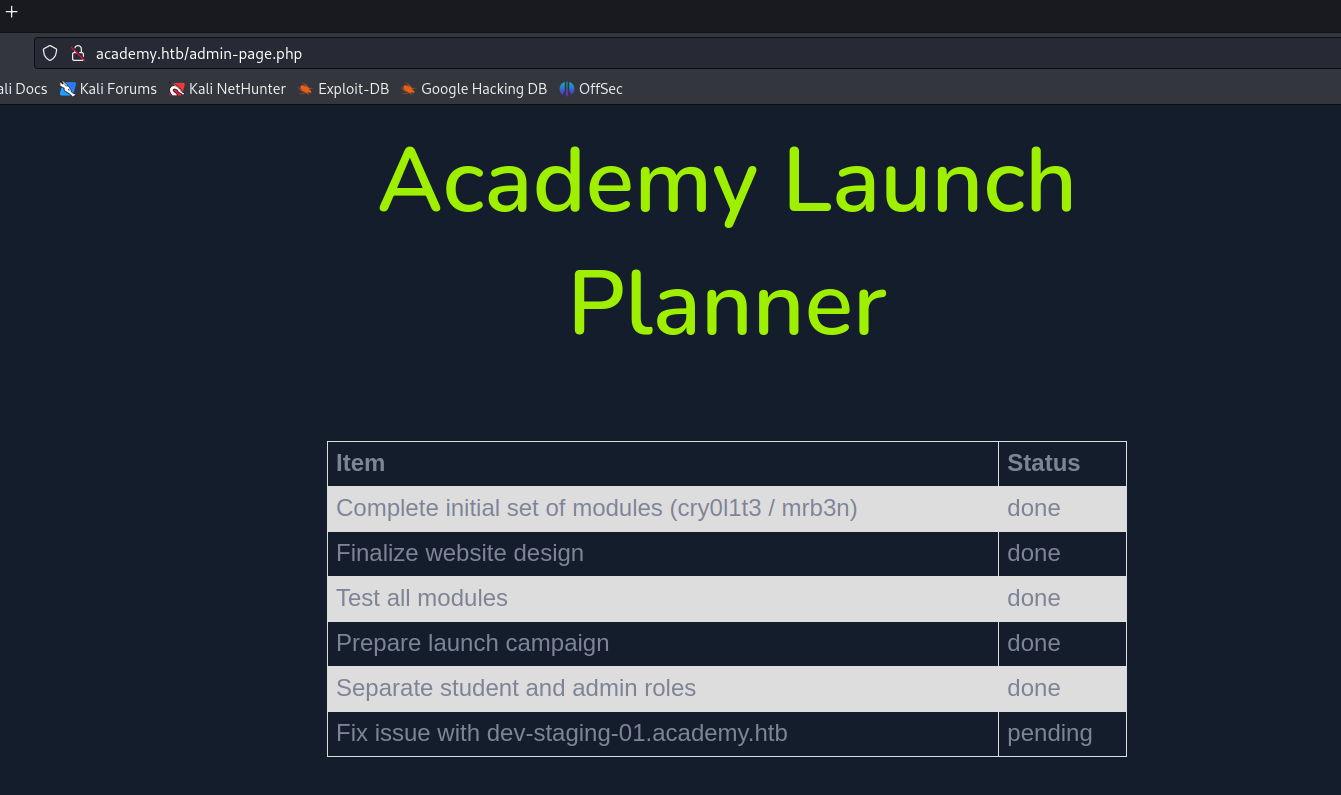 academy.htb/admin-page.php
ali Docs Kali Forums Kali NetHunter Exploit-DB Google Hacking DB OffSec
Academy Launch
Planner
Item Status
Complete initial set of modules (cry0l1t3 / mrb3n) done
Finalize website design done
Test all modules done
Prepare launch campaign done
Separate student and admin roles done
Fix issue with dev-staging-01.academy.htb pending